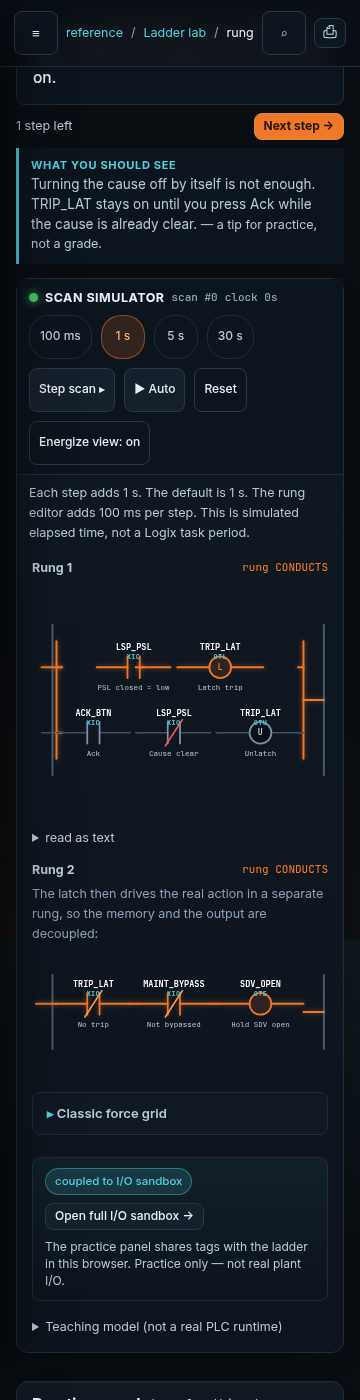 ≡ reference / Ladder lab / rung ⌕ ⎙
on.
1 step left Next step →
WHAT YOU SHOULD SEE
Turning the cause off by itself is not enough.
TRIP_LAT stays on until you press Ack while
the cause is already clear. — a tip for practice,
not a grade.
SCAN SIMULATOR scan #0 clock 0s
100 ms 1 s 5 s 30 s
Step scan ▸ ▶ Auto Reset
Energize view: on
Each step adds 1 s. The default is 1 s. The rung
editor adds 100 ms per step. This is simulated
elapsed time, not a Logix task period.
Rung 1 rung CONDUCTS
LSP_PSL TRIP_LAT
XIO OTL
L
PSL closed = low Latch trip
ACK_BTN LSP_PSL TRIP_LAT
XIC XIO OTU
U
Ack Cause clear Unlatch
▶ read as text
Rung 2 rung CONDUCTS
The latch then drives the real action in a separate
rung, so the memory and the output are
decoupled:
TRIP_LAT MAINT_BYPASS SDV_OPEN
XIO XIO OTE
No trip Not bypassed Hold SDV open
▸ Classic force grid
coupled to I/O sandbox
Open full I/O sandbox →
The practice panel shares tags with the ladder
in this browser. Practice only — not real plant
I/O.
▶ Teaching model (not a real PLC runtime)